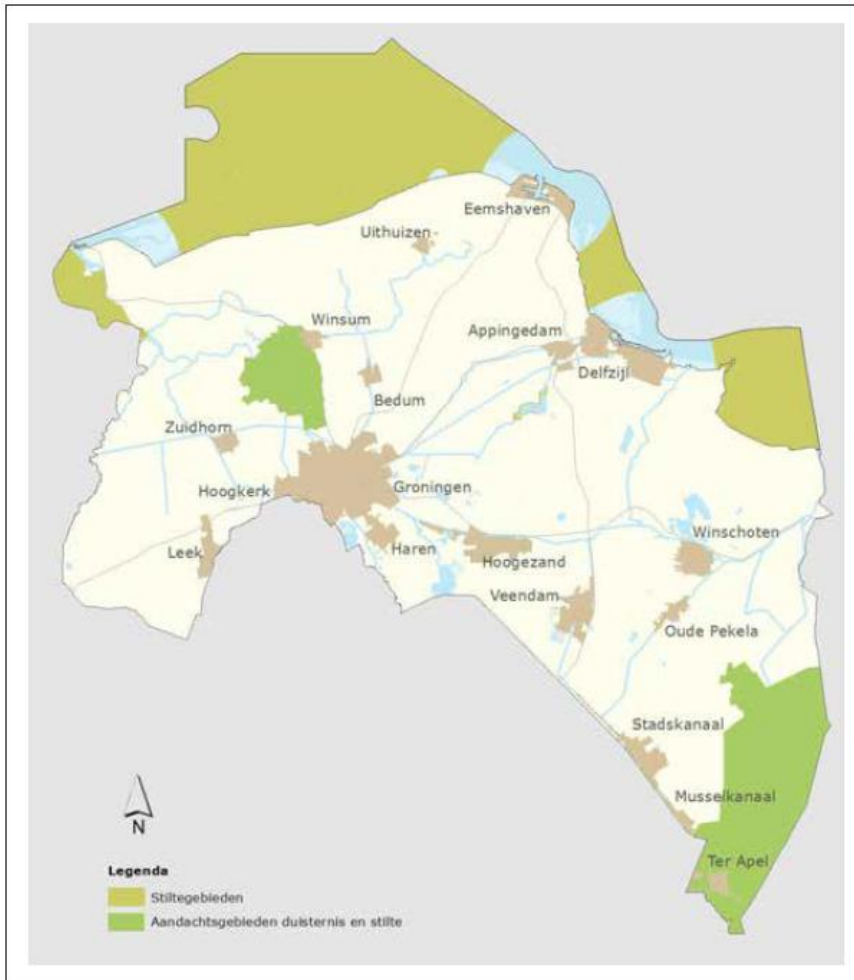 Eemshaven
Uithuizen
Winsum
Appingedam
Delfzijl
Bedum
Zuidhorn
Hoogkerk
Groningen
Leek
Haren
Hoogezand
Winschoten
Veendam
Oude Pekela
Stadskanaal
Musselkanaal
Ter Apel
N
Legenda
Stiltegebieden
Aandachtsgebieden duisternis en stilte